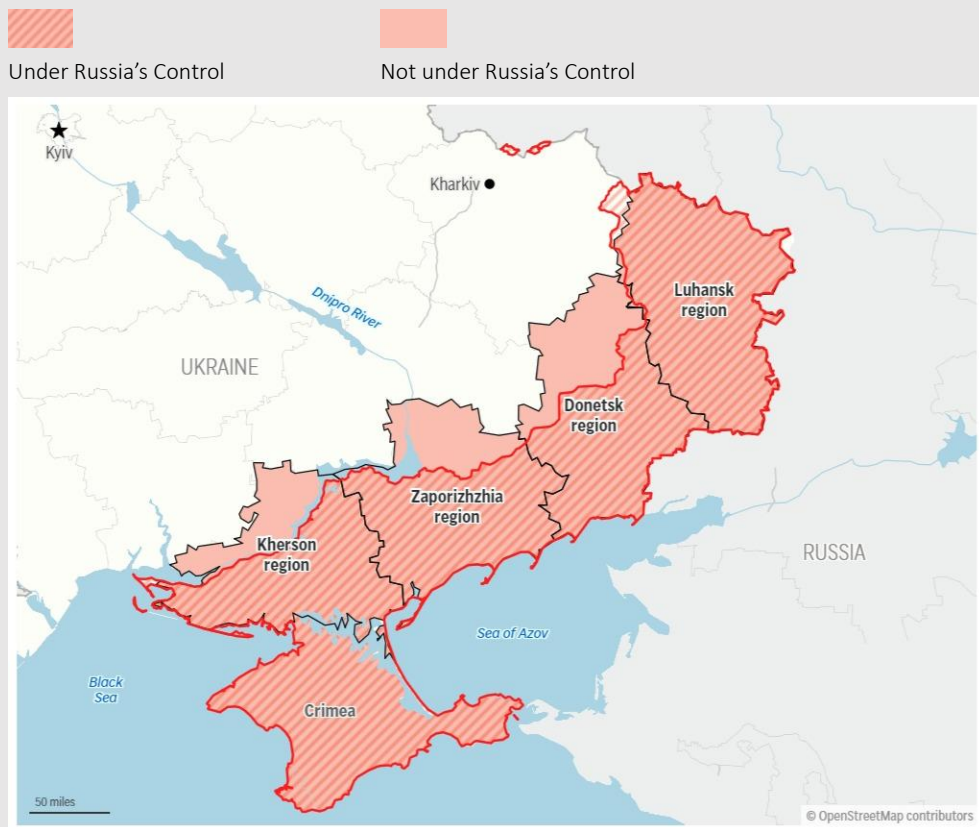 Under Russia’s Control
Not under Russia’s Control
Kyiv
Kharkiv
Dnipro River
Luhansk
region
UKRAINE
Donetsk
region
Zaporizhzhia
region
Kherson
region
RUSSIA
Sea of Azov
Black
Sea
Crimea
50 miles
© OpenStreetMap contributors